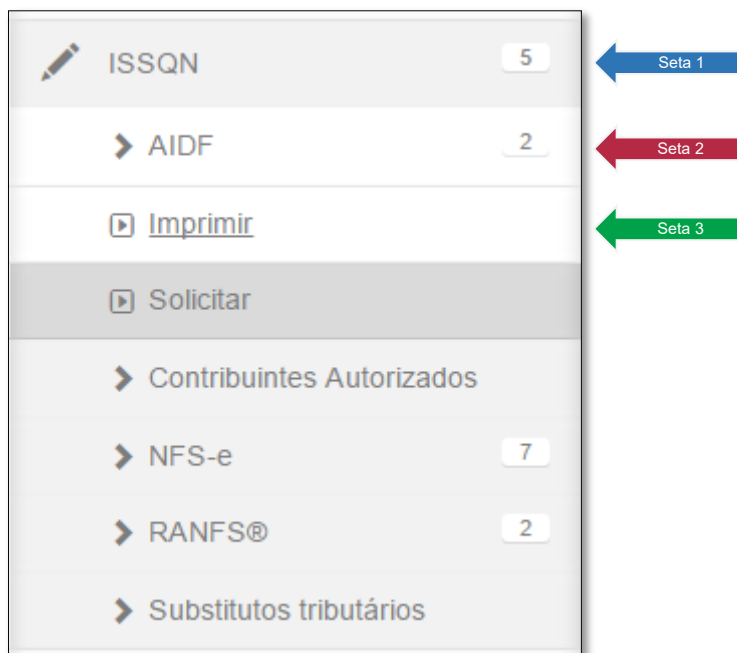 ISSQN 5 Seta 1
AIDF 2 Seta 2
Imprimir Seta 3
Solicitar
Contribuintes Autorizados
NFS-e 7
RANFS® 2
Substitutos tributários